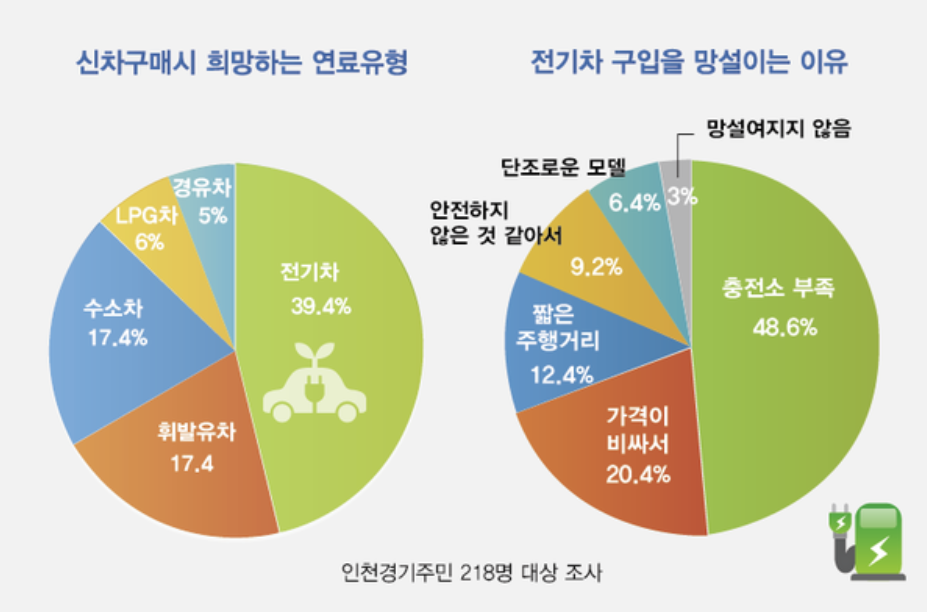 신차구매시 희망하는 연료유형
전기차
39.4%
휘발유차
17.4
수소차
17.4%
LPG차
6%
경유차
5%
전기차 구입을 망설이는 이유
망설여지지 않음
3%
단조로운 모델
6.4%
안전하지
않은 것 같아서
9.2%
짧은
주행거리
12.4%
가격이
비싸서
20.4%
충전소 부족
48.6%
인천경기주민 218명 대상 조사